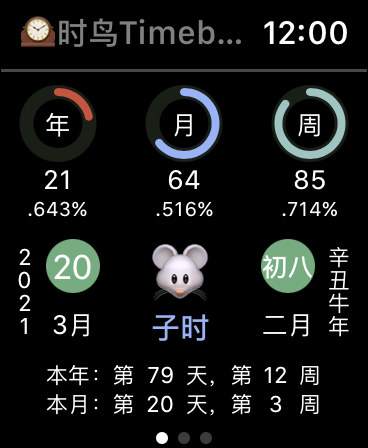 时鸟Timeb... 12:00
年 月 周
21 64 85
.643% .516% .714%
2021 20 初八 辛丑牛年
3月 子时 二月
本年：第 79 天，第 12 周
本月：第 20 天，第 3 周